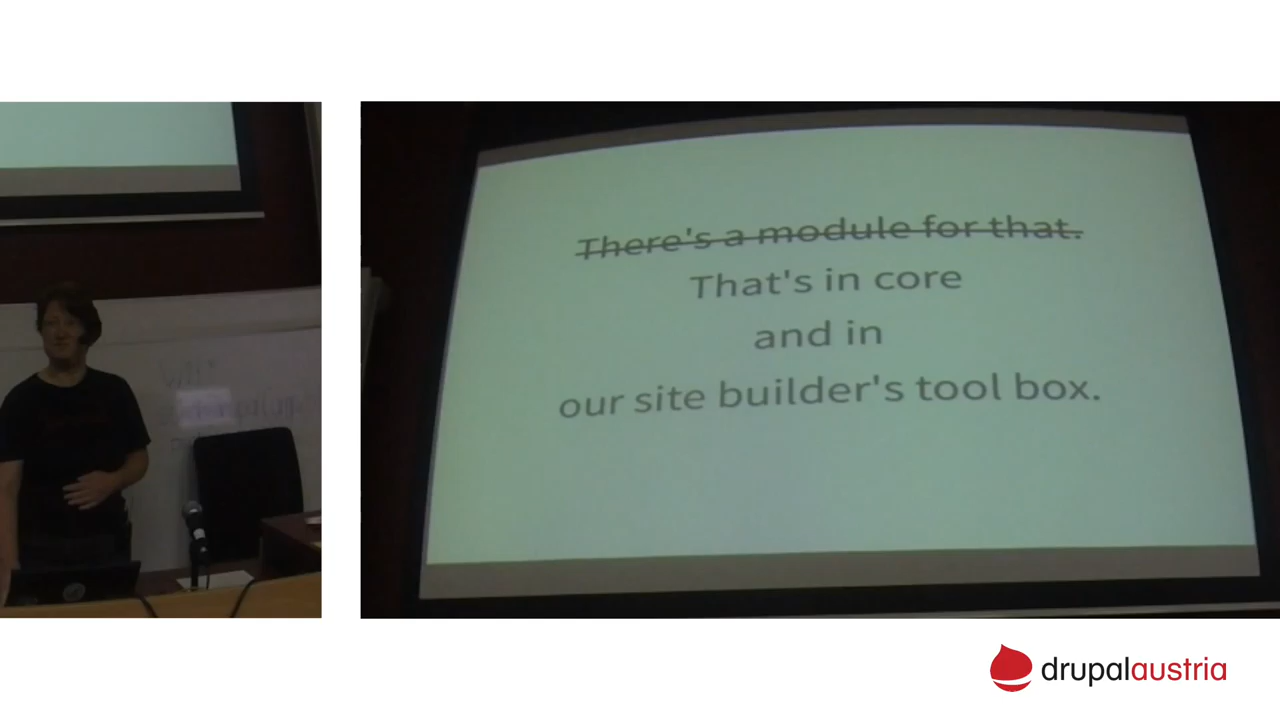 There's a module for that.
That's in core
and in
our site builder's tool box.
drupalaustria